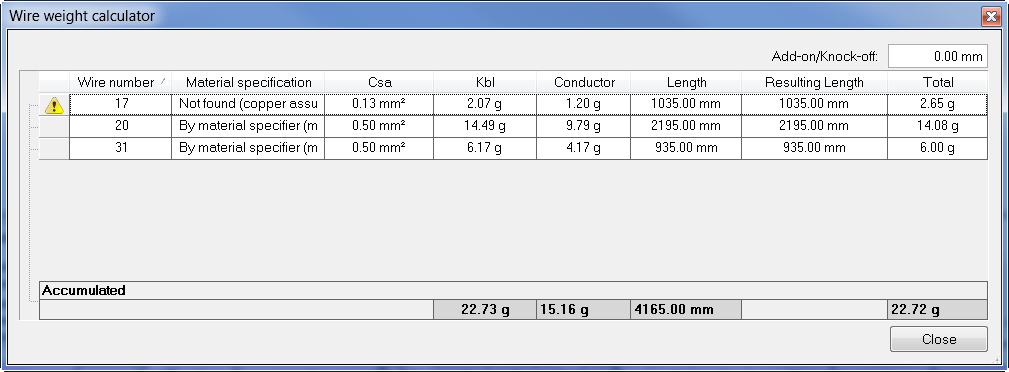 Wire weight calculator
Add-on/Knock-off: 0.00 mm
Wire number Material specification Csa Kbl Conductor Length Resulting Length Total
17 Not found (copper assu 0.13 mm² 2.07 g 1.20 g 1035.00 mm 1035.00 mm 2.65 g
20 By material specifier (m 0.50 mm² 14.49 g 9.79 g 2195.00 mm 2195.00 mm 14.08 g
31 By material specifier (m 0.50 mm² 6.17 g 4.17 g 935.00 mm 935.00 mm 6.00 g
Accumulated
22.73 g 15.16 g 4165.00 mm 22.72 g
Close